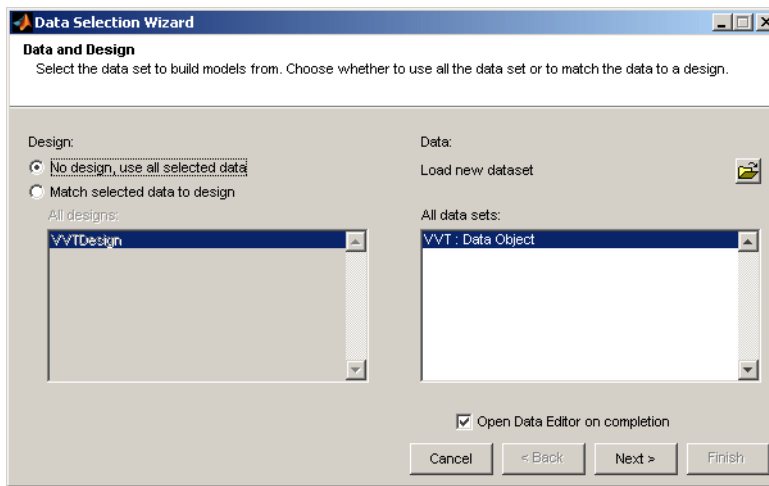 Data Selection Wizard
Data and Design
Select the data set to build models from. Choose whether to use all the data set or to match the data to a design.
Design:
No design, use all selected data
Match selected data to design
All designs:
VVTDesign
Data:
Load new dataset
All data sets:
VVT : Data Object
Open Data Editor on completion
Cancel
< Back
Next >
Finish